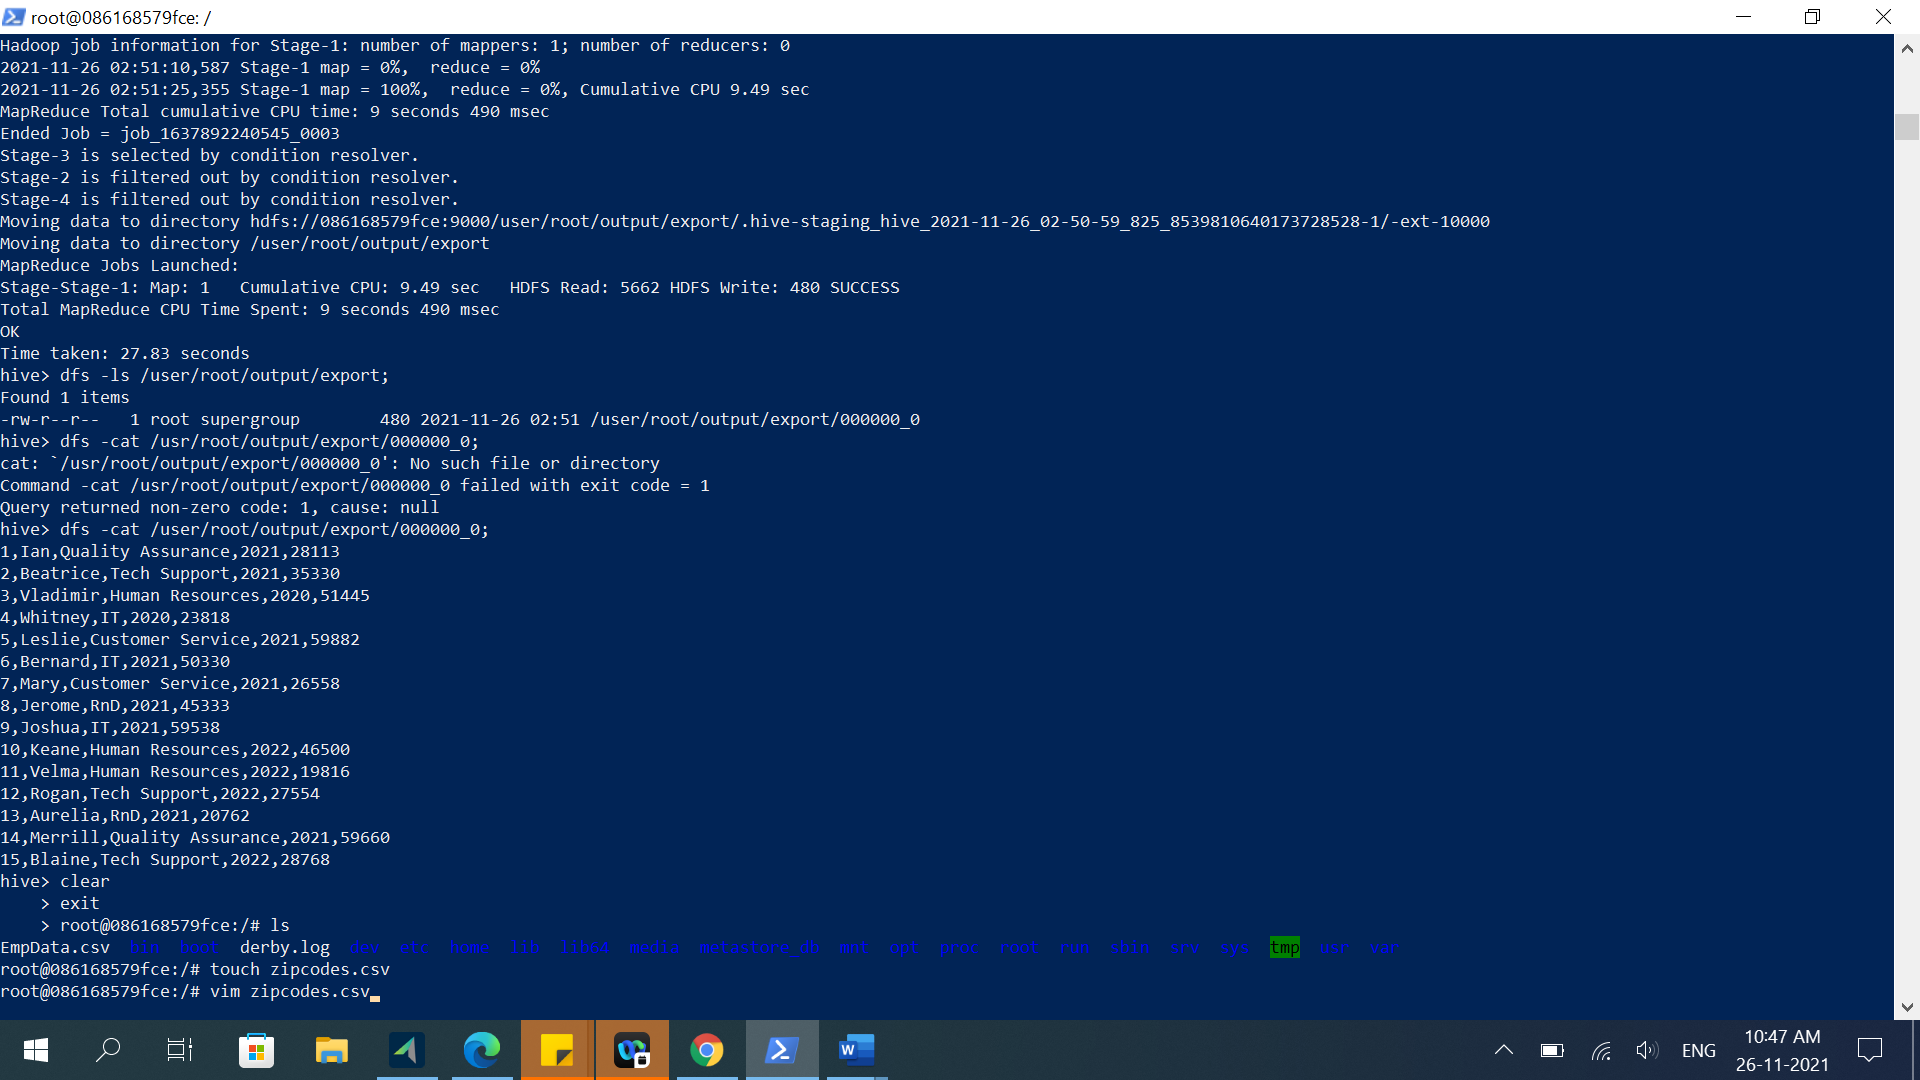 root@086168579fce: /
Hadoop job information for Stage-1: number of mappers: 1; number of reducers: 0
2021-11-26 02:51:10,587 Stage-1 map = 0%,  reduce = 0%
2021-11-26 02:51:25,355 Stage-1 map = 100%,  reduce = 0%, Cumulative CPU 9.49 sec
MapReduce Total cumulative CPU time: 9 seconds 490 msec
Ended Job = job_1637892240545_0003
Stage-3 is selected by condition resolver.
Stage-2 is filtered out by condition resolver.
Stage-4 is filtered out by condition resolver.
Moving data to directory hdfs://086168579fce:9000/user/root/output/export/.hive-staging_hive_2021-11-26_02-50-59_825_8539810640173728528-1/-ext-10000
Moving data to directory /user/root/output/export
MapReduce Jobs Launched:
Stage-Stage-1: Map: 1   Cumulative CPU: 9.49 sec   HDFS Read: 5662 HDFS Write: 480 SUCCESS
Total MapReduce CPU Time Spent: 9 seconds 490 msec
OK
Time taken: 27.83 seconds
hive> dfs -ls /user/root/output/export;
Found 1 items
-rw-r--r--   1 root supergroup        480 2021-11-26 02:51 /user/root/output/export/000000_0
hive> dfs -cat /usr/root/output/export/000000_0;
cat: `/usr/root/output/export/000000_0': No such file or directory
Command -cat /usr/root/output/export/000000_0 failed with exit code = 1
Query returned non-zero code: 1, cause: null
hive> dfs -cat /user/root/output/export/000000_0;
1,Ian,Quality Assurance,2021,28113
2,Beatrice,Tech Support,2021,35330
3,Vladimir,Human Resources,2020,51445
4,Whitney,IT,2020,23818
5,Leslie,Customer Service,2021,59882
6,Bernard,IT,2021,50330
7,Mary,Customer Service,2021,26558
8,Jerome,RnD,2021,45333
9,Joshua,IT,2021,59538
10,Keane,Human Resources,2022,46500
11,Velma,Human Resources,2022,19816
12,Rogan,Tech Support,2022,27554
13,Aurelia,RnD,2021,20762
14,Merrill,Quality Assurance,2021,59660
15,Blaine,Tech Support,2022,28768
hive> clear
    > exit
    > root@086168579fce:/# ls
EmpData.csv  bin  boot  derby.log  dev  etc  home  lib  lib64  media  metastore_db  mnt  opt  proc  root  run  sbin  srv  sys  tmp  usr  var
root@086168579fce:/# touch zipcodes.csv
root@086168579fce:/# vim zipcodes.csv
W
ENG
10:47 AM
26-11-2021